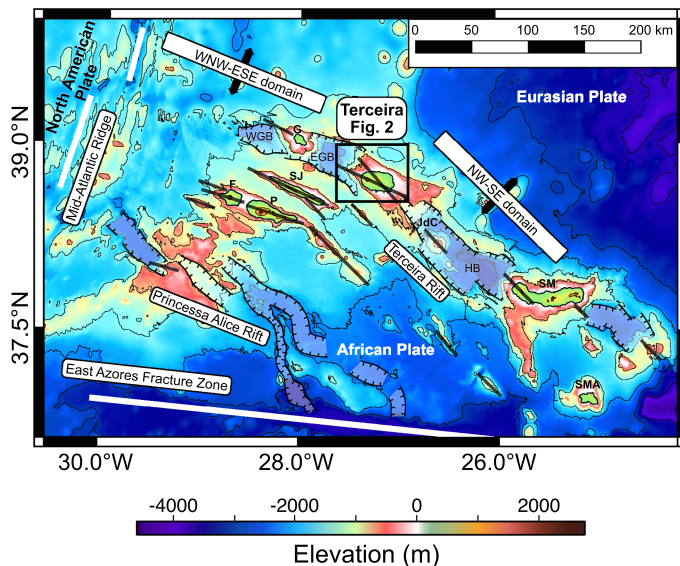 0 50 100 150 200 km
North American
Plate
WNW-ESE domain
Eurasian Plate
Terceira
Fig. 2
39.0°N
WGB
G
EGB
Mid-Atlantic Ridge
NW-SE domain
SJ
F
P
JdC
Terceira Rift
HB
SM
Princessa Alice Rift
37.5°N
African Plate
East Azores Fracture Zone
SMA
30.0°W 28.0°W 26.0°W
-4000 -2000 0 2000
Elevation (m)